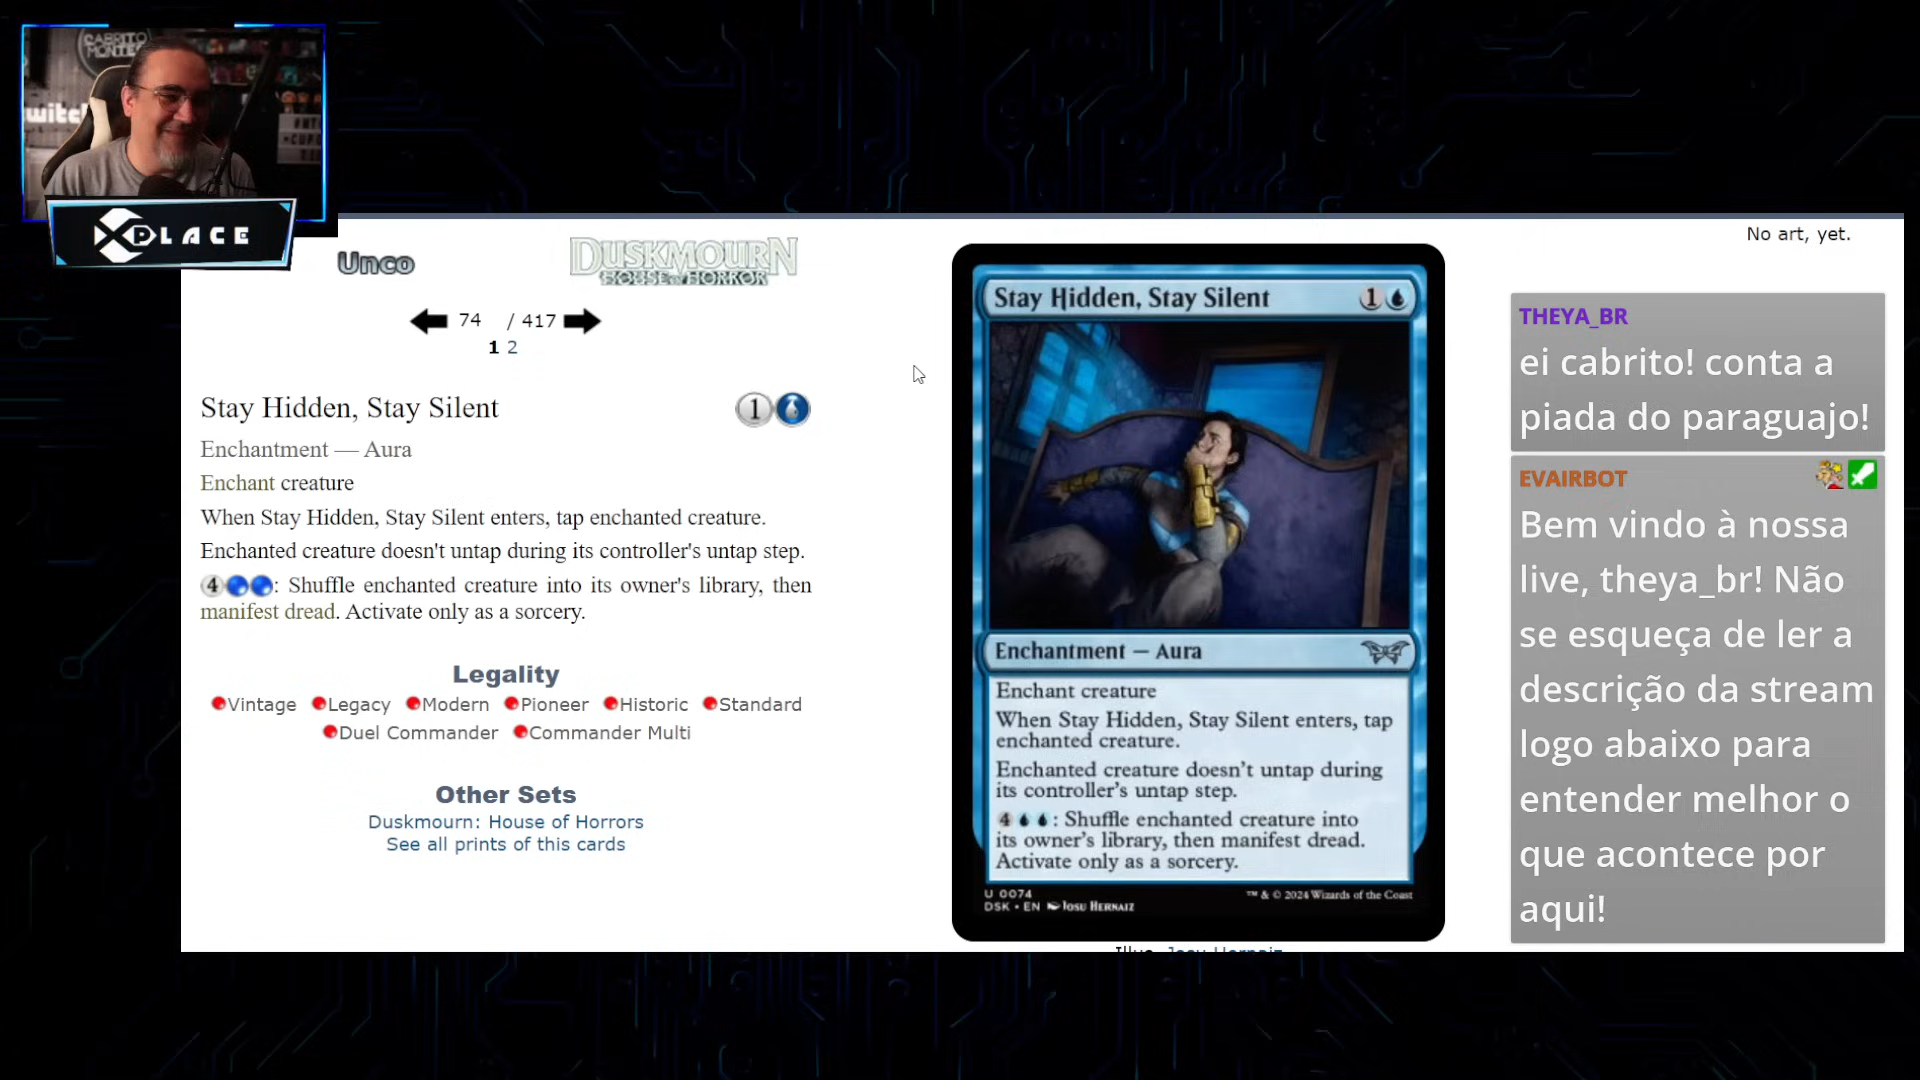 CABRITO
MONTES
twitch
XPLACE
Unco
DUSKMOURN
HOUSE OF HORROR
74 / 417
1 2
Stay Hidden, Stay Silent
1
Enchantment — Aura
Enchant creature
When Stay Hidden, Stay Silent enters, tap enchanted creature.
Enchanted creature doesn't untap during its controller's untap step.
4: Shuffle enchanted creature into its owner's library, then
manifest dread. Activate only as a sorcery.
Legality
Vintage Legacy Modern Pioneer Historic Standard
Duel Commander Commander Multi
Other Sets
Duskmourn: House of Horrors
See all prints of this cards
Stay Hidden, Stay Silent 1
Enchantment — Aura
Enchant creature
When Stay Hidden, Stay Silent enters, tap
enchanted creature.
Enchanted creature doesn't untap during
its controller's untap step.
4: Shuffle enchanted creature into
its owner's library, then manifest dread.
Activate only as a sorcery.
U 0074
DSK • EN Josu Hernaiz
™ & © 2024 Wizards of the Coast
Illus. Josu Hernaiz
No art, yet.
THEYA_BR
ei cabrito! conta a
piada do paraguajo!
EVAIRBOT
Bem vindo à nossa
live, theya_br! Não
se esqueça de ler a
descrição da stream
logo abaixo para
entender melhor o
que acontece por
aqui!